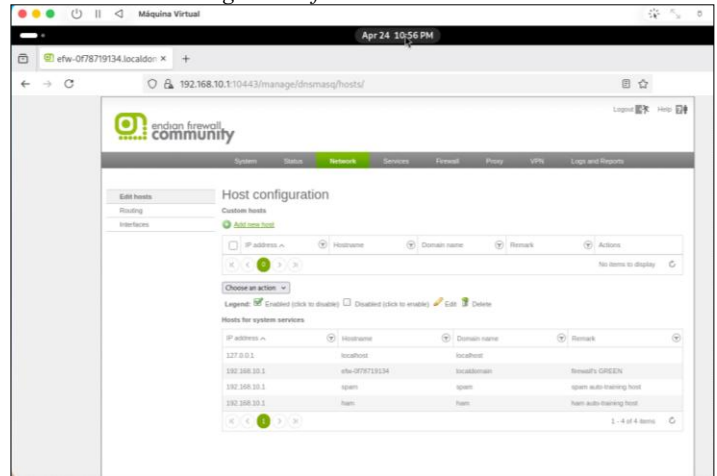 Máquina Virtual
Apr 24 10:56 PM
efw-0f78719134.localdon × +
192.168.10.1:10443/manage/dnsmasq/hosts/
Logout Help
endian firewall
community
System Status Network Services Firewall Proxy VPN Logs and Reports
Edit hosts
Routing
Interfaces
Host configuration
Custom hosts
Add new host
IP address Hostname Domain name Remark Actions
0 No items to display
Choose an action
Legend: Enabled (click to disable) Disabled (click to enable) Edit Delete
Hosts for system services
IP address Hostname Domain name Remark
127.0.0.1 localhost localhost
192.168.10.1 efw-0f78719134 localdomain firewall's GREEN
192.168.10.1 spam spam spam auto-training host
192.168.10.1 ham ham ham auto-training host
1 1 - 4 of 4 items